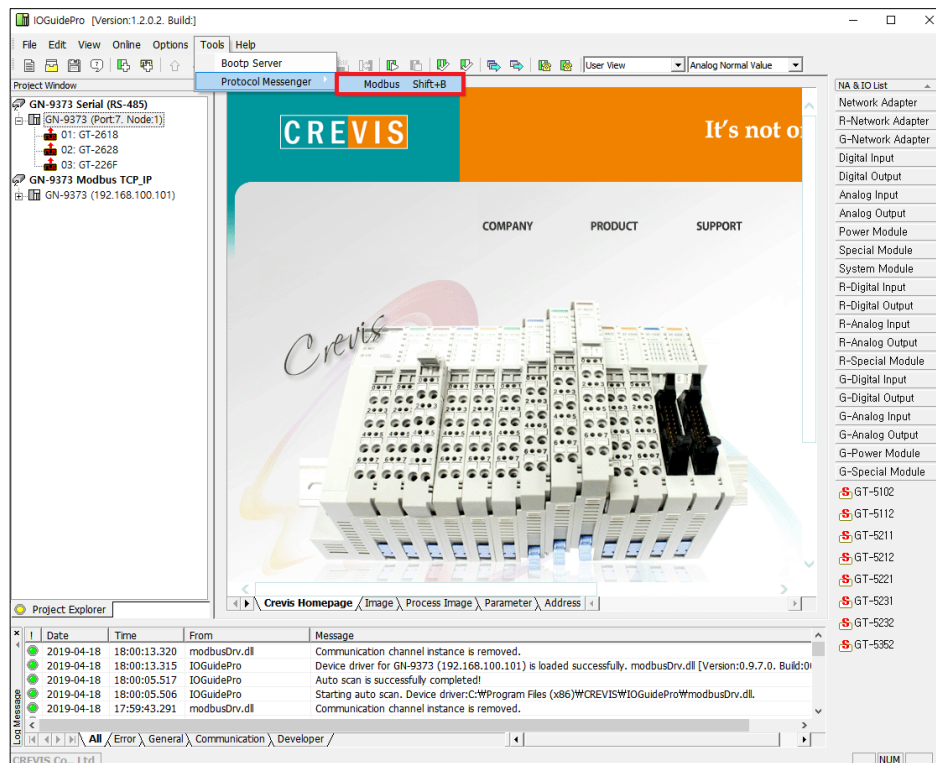 IOGuidePro [Version:1.2.0.2. Build:]
File Edit View Online Options Tools Help
Bootp Server
Protocol Messenger
Modbus Shift+B
User View
Analog Normal Value
Project Window
GN-9373 Serial (RS-485)
GN-9373 (Port:7. Node:1)
01: GT-2618
02: GT-2628
03: GT-226F
GN-9373 Modbus TCP_IP
GN-9373 (192.168.100.101)
Project Explorer
CREVIS
It's not o
COMPANY PRODUCT SUPPORT
Crevis
Crevis Homepage Image Process Image Parameter Address
NA & IO List
Network Adapter
R-Network Adapter
G-Network Adapter
Digital Input
Digital Output
Analog Input
Analog Output
Power Module
Special Module
System Module
R-Digital Input
R-Digital Output
R-Analog Input
R-Analog Output
R-Special Module
G-Digital Input
G-Digital Output
G-Analog Input
G-Analog Output
G-Power Module
G-Special Module
GT-5102
GT-5112
GT-5211
GT-5212
GT-5221
GT-5231
GT-5232
GT-5352
! Date Time From Message
2019-04-18 18:00:13.320 modbusDrv.dll Communication channel instance is removed.
2019-04-18 18:00:13.315 IOGuidePro Device driver for GN-9373 (192.168.100.101) is loaded successfully. modbusDrv.dll [Version:0.9.7.0. Build:0
2019-04-18 18:00:05.517 IOGuidePro Auto scan is successfully completed!
2019-04-18 18:00:05.506 IOGuidePro Starting auto scan. Device driver:C:₩Program Files (x86)₩CREVIS₩IOGuidePro₩modbusDrv.dll.
2019-04-18 17:59:43.291 modbusDrv.dll Communication channel instance is removed.
Log Message
All Error General Communication Developer
CREVIS Co., Ltd
NUM